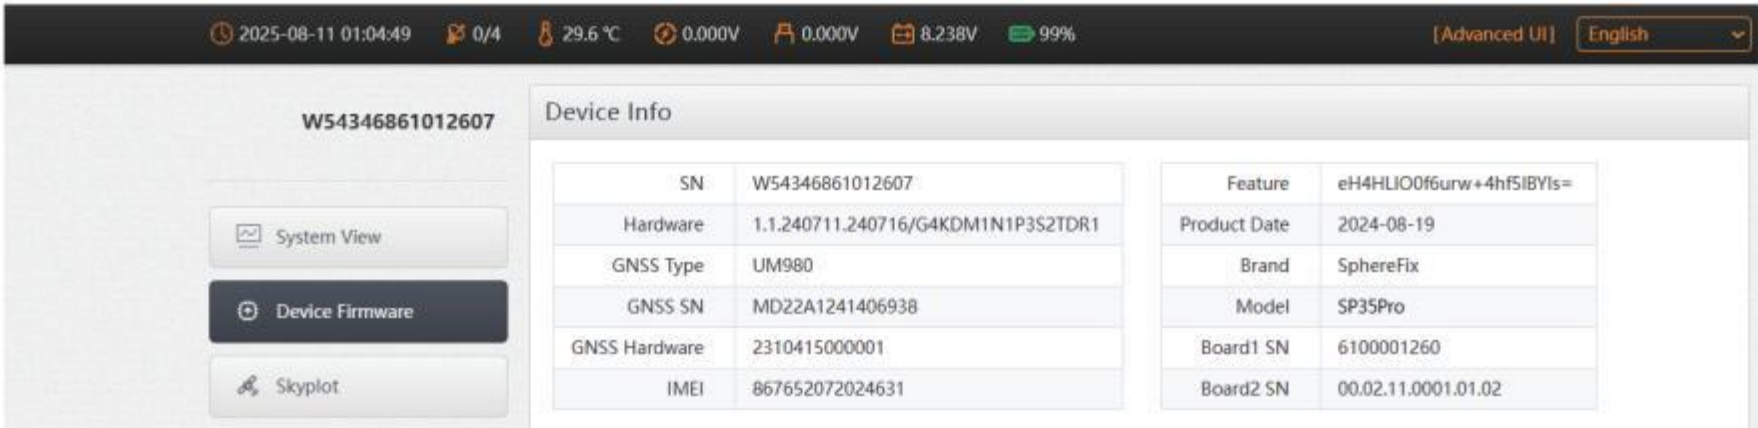 2025-08-11 01:04:49 0/4 29.6 ℃ 0.000V 0.000V 8.238V 99% [Advanced UI] English
W54346861012607
System View
Device Firmware
Skyplot
Device Info
SN W54346861012607
Hardware 1.1.240711.240716/G4KDM1N1P3S2TDR1
GNSS Type UM980
GNSS SN MD22A1241406938
GNSS Hardware 2310415000001
IMEI 867652072024631
Feature eH4HLIO0f6urw+4hf5IBYIs=
Product Date 2024-08-19
Brand SphereFix
Model SP35Pro
Board1 SN 6100001260
Board2 SN 00.02.11.0001.01.02